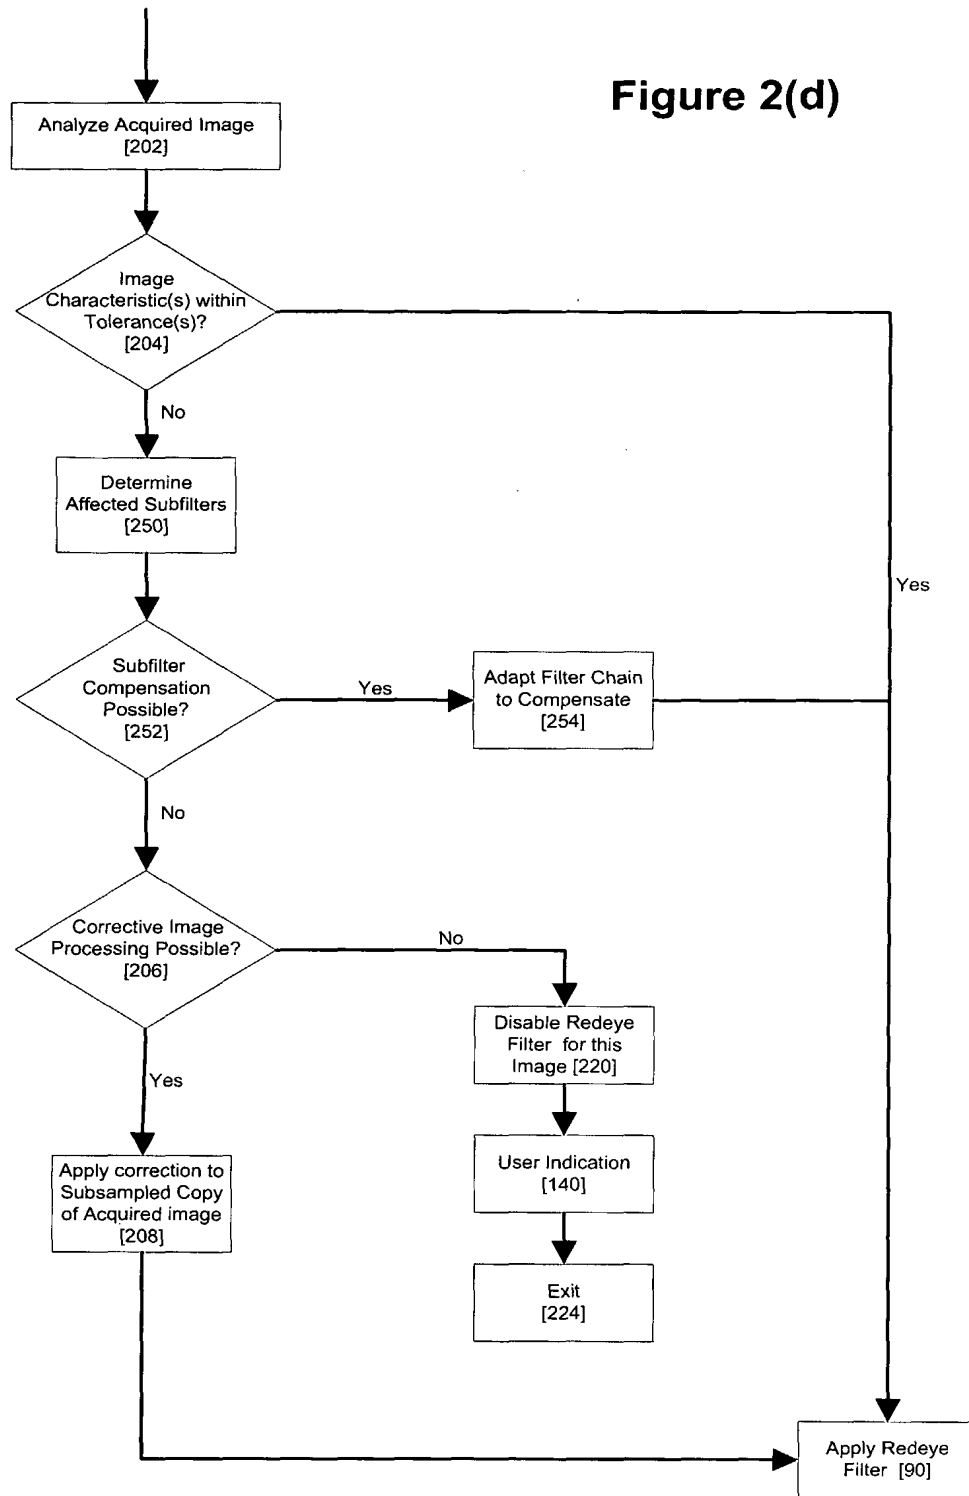 Figure 2(d)
Analyze Acquired Image
[202]
Image
Characteristic(s) within
Tolerance(s)?
[204]
No
Determine
Affected Subfilters
[250]
Yes
Subfilter
Compensation
Possible?
[252]
Yes
Adapt Filter Chain
to Compensate
[254]
No
Corrective Image
Processing Possible?
[206]
No
Disable Redeye
Filter for this
Image [220]
Yes
User Indication
[140]
Apply correction to
Subsampled Copy
of Acquired image
[208]
Exit
[224]
Apply Redeye
Filter [90]